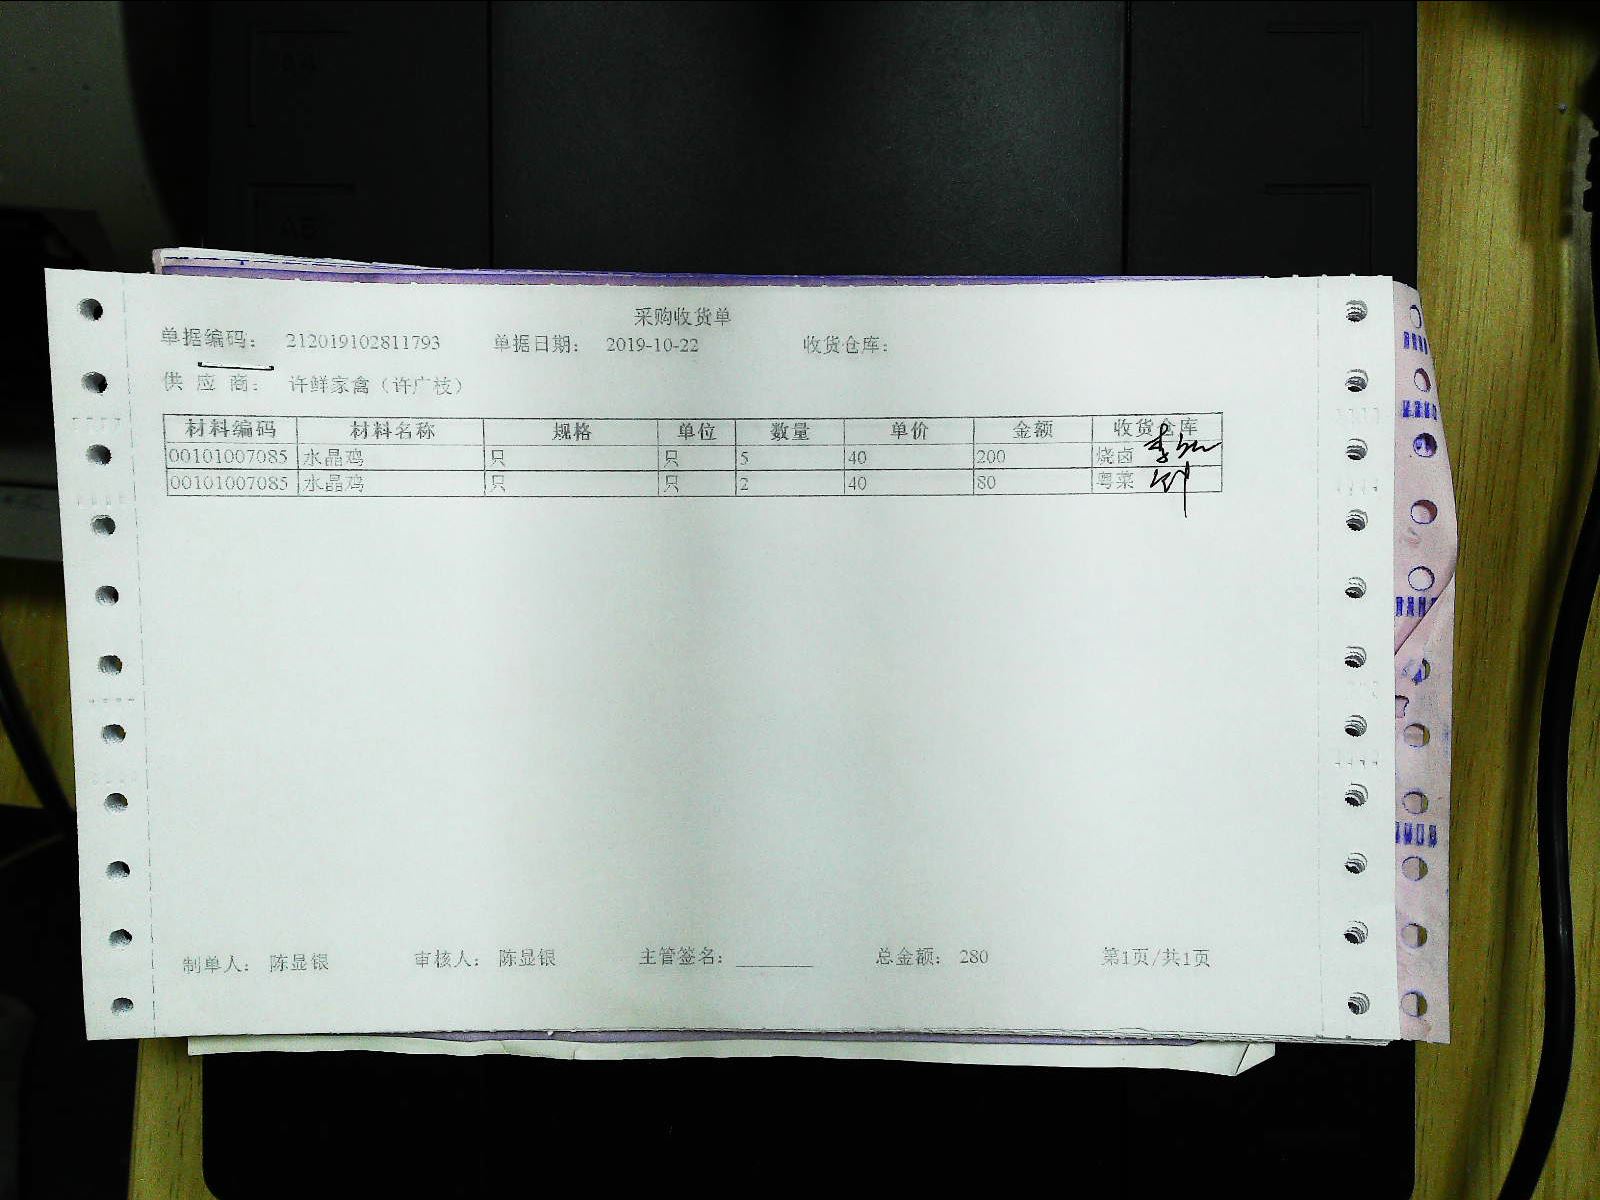 采购收货单
单据编码： 212019102811793 单据日期： 2019-10-22 收货仓库：
供 应 商： 许鲜家禽（许广枝）
材料编码 材料名称 规格 单位 数量 单价 金额 收货仓库
00101007085 水晶鸡 只 只 5 40 200 烧卤
00101007085 水晶鸡 只 只 2 40 80 粤菜
制单人： 陈显银 审核人： 陈显银 主管签名： 总金额： 280 第1页/共1页